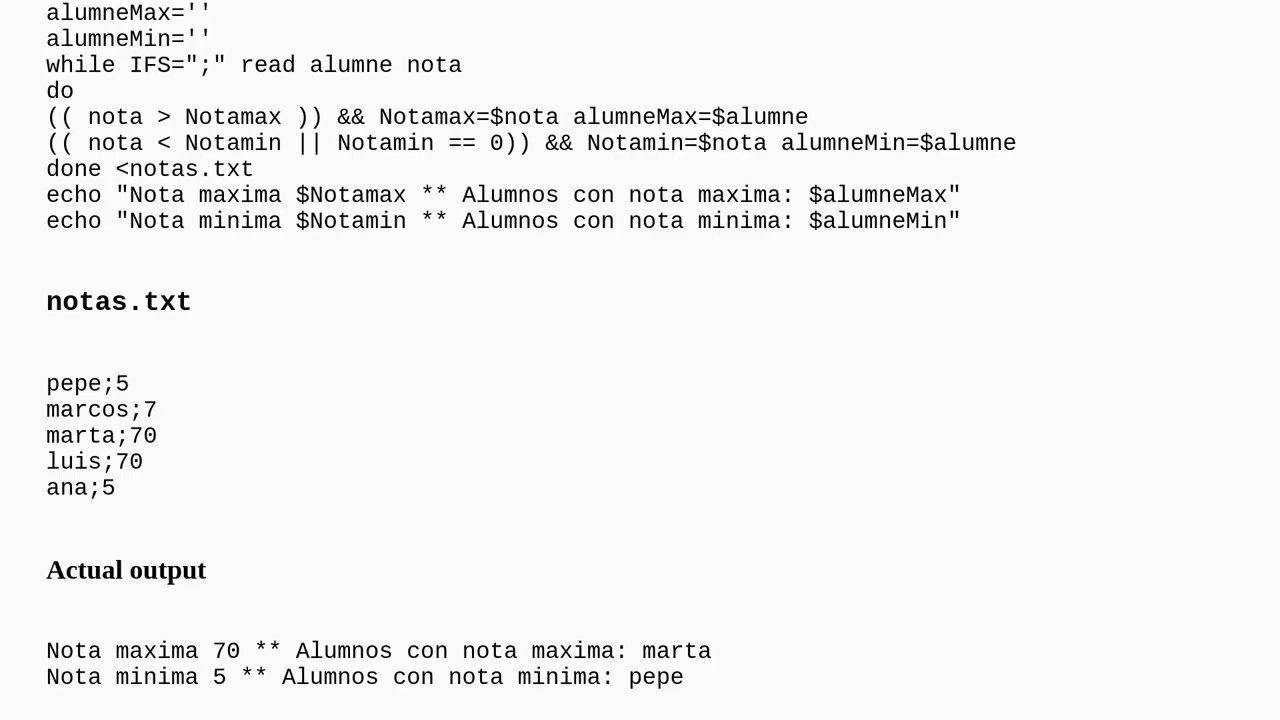 alumneMax=''
alumneMin=''
while IFS=";" read alumne nota
do
(( nota > Notamax )) && Notamax=$nota alumneMax=$alumne
(( nota < Notamin || Notamin == 0)) && Notamin=$nota alumneMin=$alumne
done <notas.txt
echo "Nota maxima $Notamax ** Alumnos con nota maxima: $alumneMax"
echo "Nota minima $Notamin ** Alumnos con nota minima: $alumneMin"
notas.txt
pepe;5
marcos;7
marta;70
luis;70
ana;5
Actual output
Nota maxima 70 ** Alumnos con nota maxima: marta
Nota minima 5 ** Alumnos con nota minima: pepe